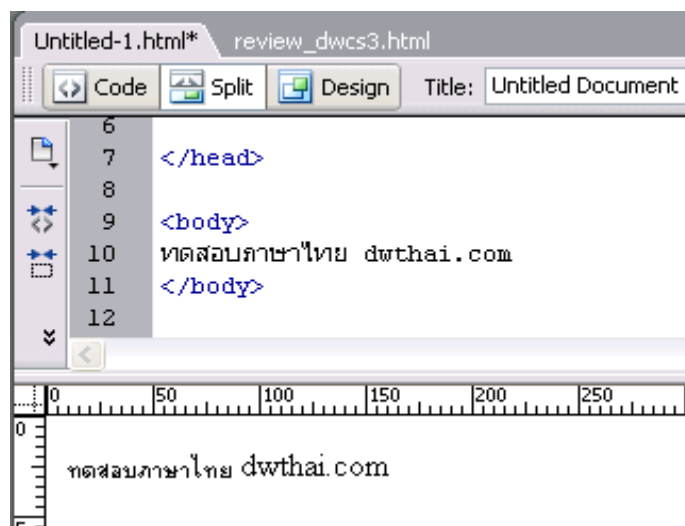 Untitled-1.html* review_dwcs3.html
Code Split Design Title: Untitled Document
6
7 </head>
8
9 <body>
10 ทดสอบภาษาไทย dwthai.com
11 </body>
12
0 50 100 150 200 250
0
ทดสอบภาษาไทย dwthai.com
5